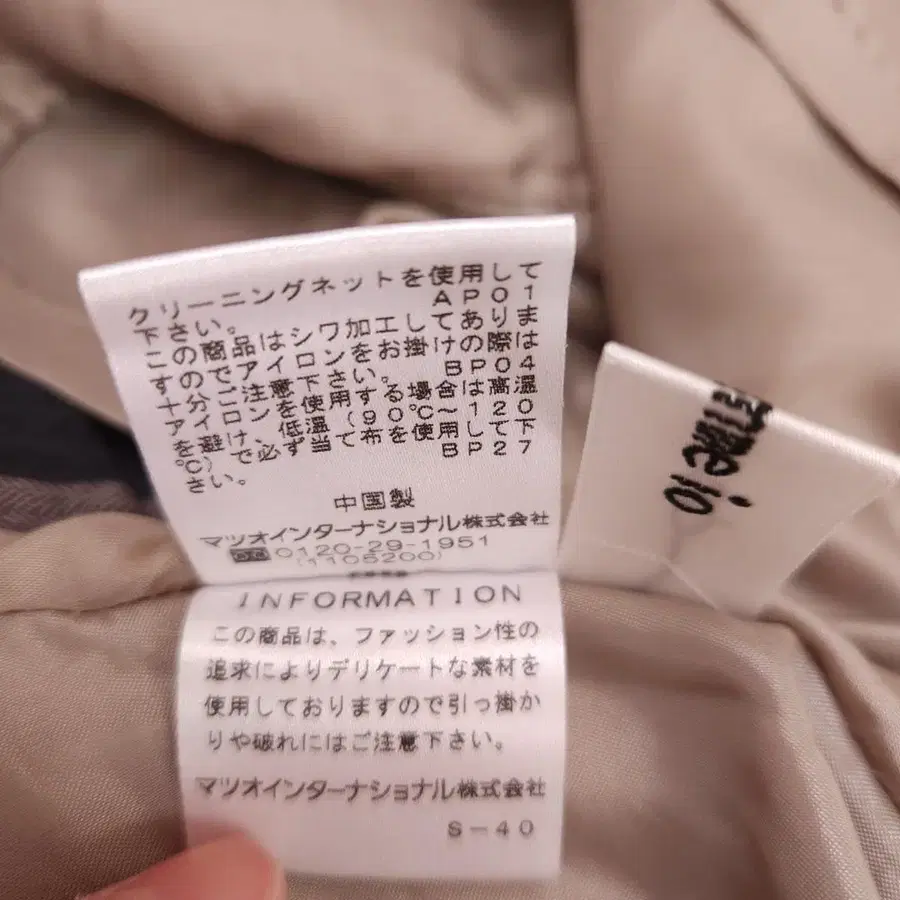 クリーニングネットを使用して
下さい。 AP01
この商品はシワ加工してありま
すのでアイロンをお掛けの際は
十分ご注意下さい。 BP04
アイロンを使用する場合は高温
を避け、低温(90℃〜120
℃)で必ず当て布を使用して下
さい。 BP27
中国製
マツオインターナショナル株式会社
0120-29-1951
(1105200)
INFORMATION
この商品は、ファッション性の
追求によりデリケートな素材を
使用しておりますので引っ掛か
りや破れにはご注意下さい。
マツオインターナショナル株式会社
S-40